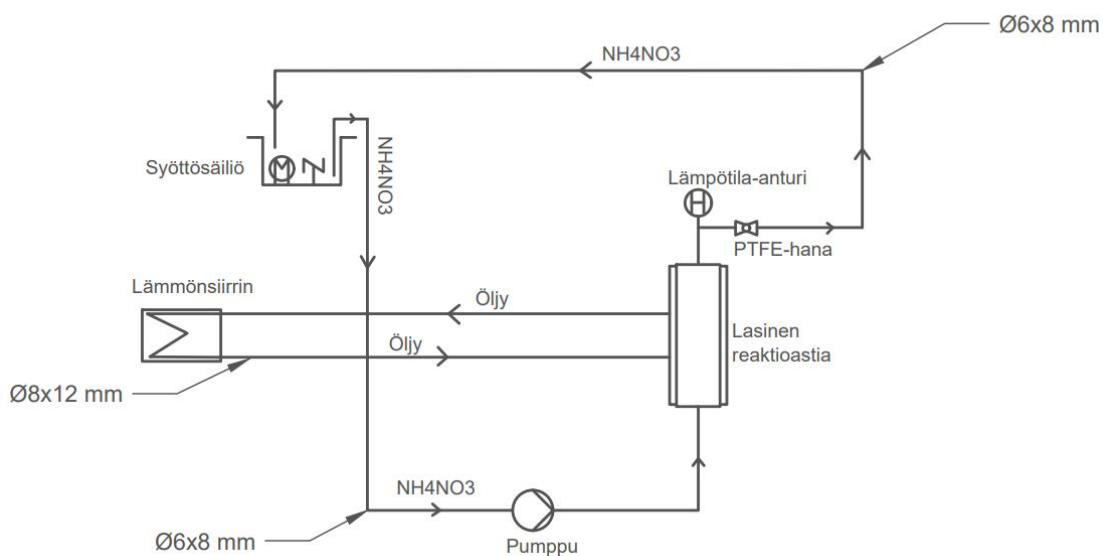 Ø6x8 mm
NH4NO3
Syöttösäiliö
M
NH4NO3
Lämpötila-anturi
PTFE-hana
Lämmönsiirrin
Öljy
Lasinen
reaktioastia
Öljy
Ø8x12 mm
NH4NO3
Ø6x8 mm
Pumppu